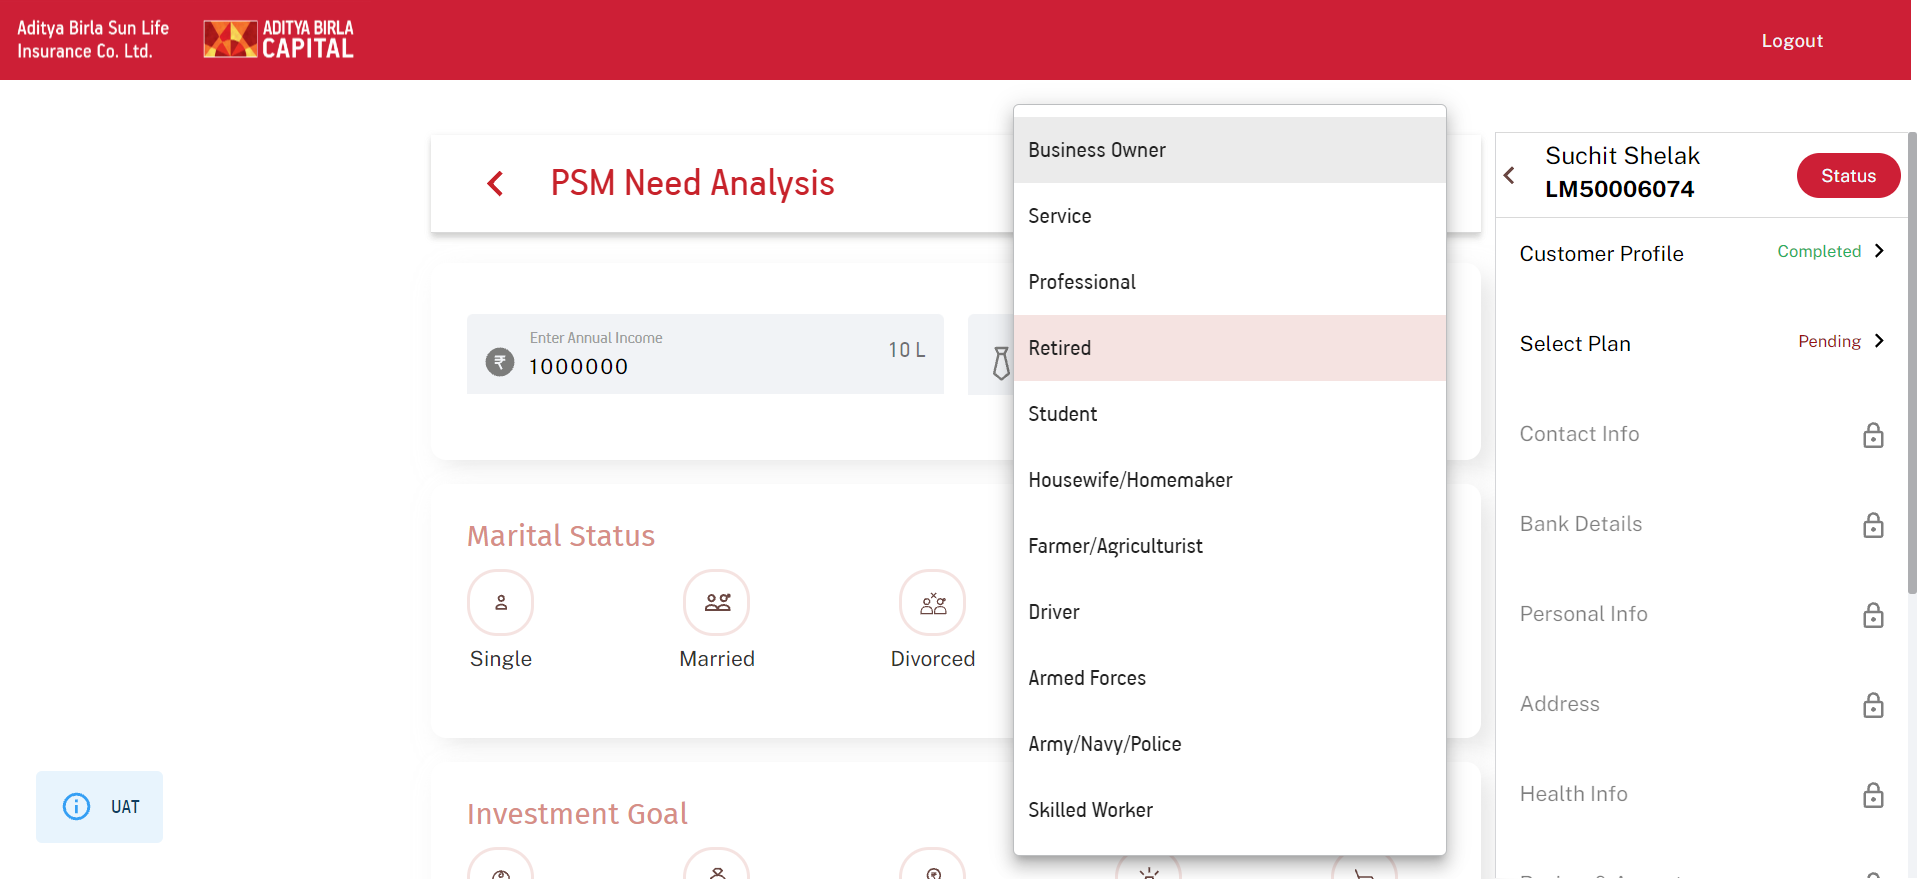 Aditya Birla Sun Life
Insurance Co. Ltd.
ADITYA BIRLA
CAPITAL
Logout
PSM Need Analysis
Enter Annual Income
1000000
10 L
Business Owner
Service
Professional
Retired
Student
Housewife/Homemaker
Farmer/Agriculturist
Driver
Armed Forces
Army/Navy/Police
Skilled Worker
Marital Status
Single
Married
Divorced
Investment Goal
UAT
Suchit Shelak
LM50006074
Status
Customer Profile
Completed
Select Plan
Pending
Contact Info
Bank Details
Personal Info
Address
Health Info